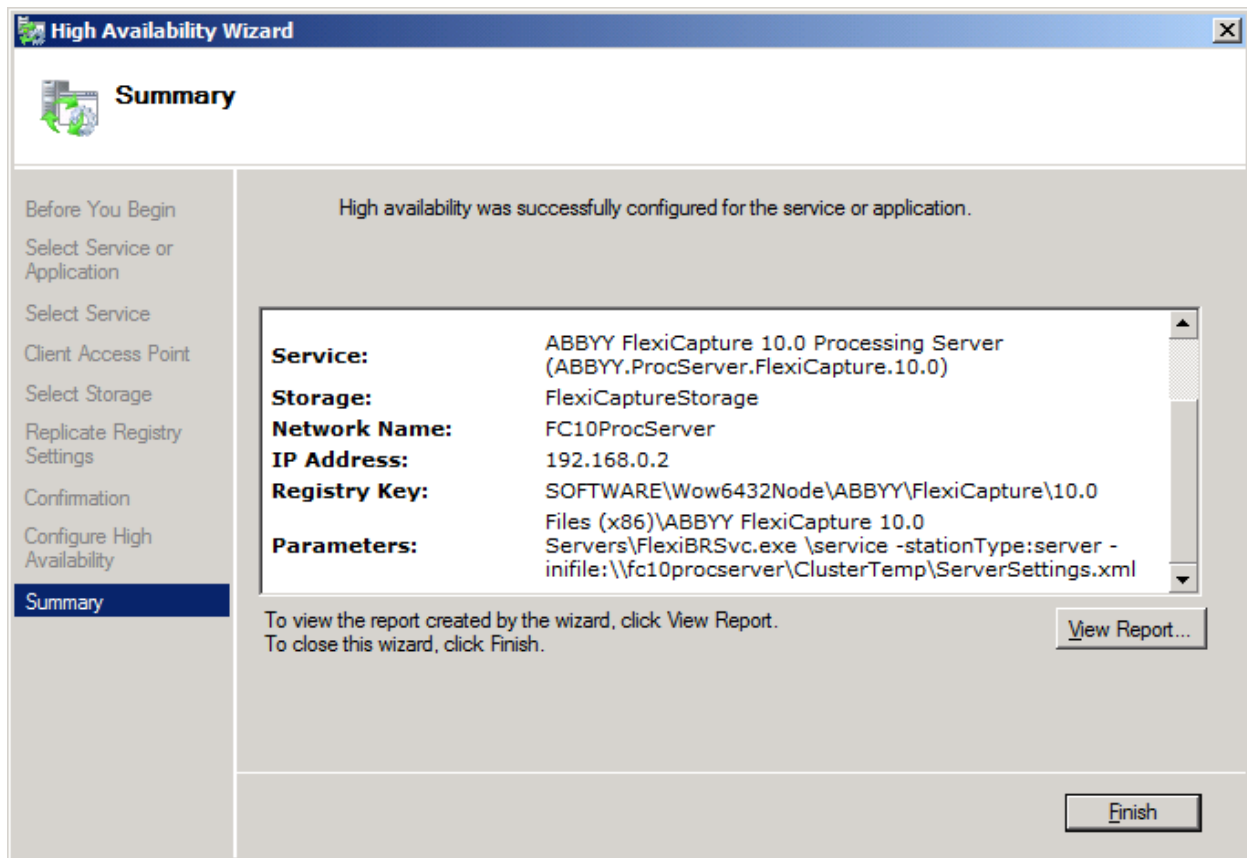 High Availability Wizard
Summary
Before You Begin
Select Service or
Application
Select Service
Client Access Point
Select Storage
Replicate Registry
Settings
Confirmation
Configure High
Availability
Summary
High availability was successfully configured for the service or application.
Service:
ABBYY FlexiCapture 10.0 Processing Server
(ABBYY.ProcServer.FlexiCapture.10.0)
Storage: FlexiCaptureStorage
Network Name: FC10ProcServer
IP Address: 192.168.0.2
Registry Key: SOFTWARE\Wow6432Node\ABBYY\FlexiCapture\10.0
Parameters:
Files (x86)\ABBYY FlexiCapture 10.0
Servers\FlexiBRSvc.exe \service -stationType:server -
inifile:\\fc10procserver\ClusterTemp\ServerSettings.xml
To view the report created by the wizard, click View Report.
To close this wizard, click Finish.
View Report...
Finish